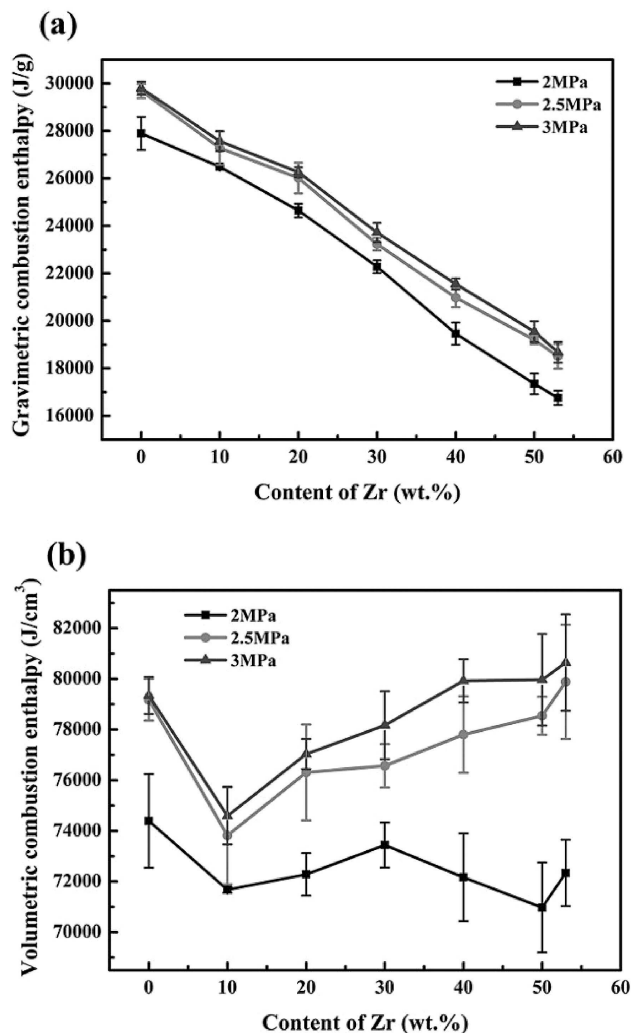 (a)
Gravimetric combustion enthalpy (J/g)
30000
28000
26000
24000
22000
20000
18000
16000
2MPa
2.5MPa
3MPa
0 10 20 30 40 50 60
Content of Zr (wt.%)
(b)
Volumetric combustion enthalpy (J/cm³)
82000
80000
78000
76000
74000
72000
70000
2MPa
2.5MPa
3MPa
0 10 20 30 40 50 60
Content of Zr (wt.%)